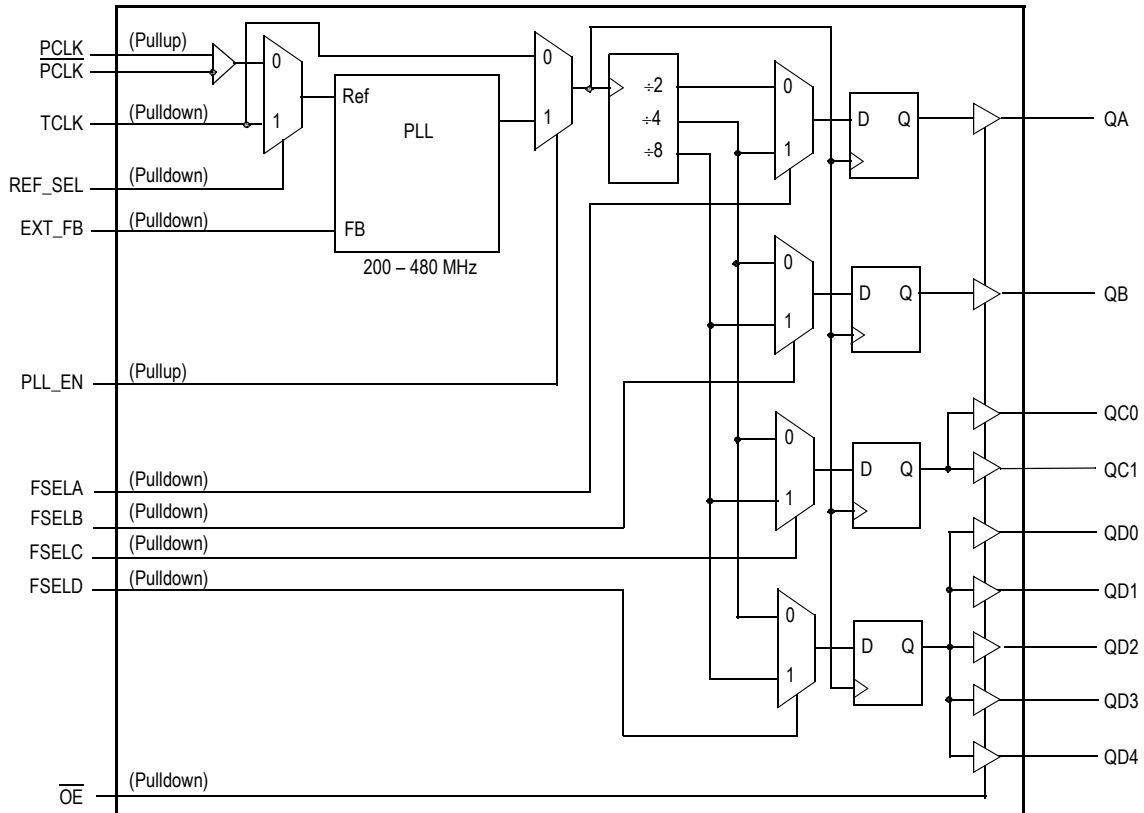 PCLK (Pullup)
PCLK
TCLK (Pulldown)
REF_SEL (Pulldown)
EXT_FB (Pulldown)
0
1
Ref
PLL
FB
200 – 480 MHz
0
1
÷2
÷4
÷8
0
1
D Q
QA
0
1
D Q
QB
PLL_EN (Pullup)
0
1
D Q
QC0
QC1
FSELA (Pulldown)
FSELB (Pulldown)
FSELC (Pulldown)
FSELD (Pulldown)
0
1
D Q
QD0
QD1
QD2
QD3
QD4
OE (Pulldown)